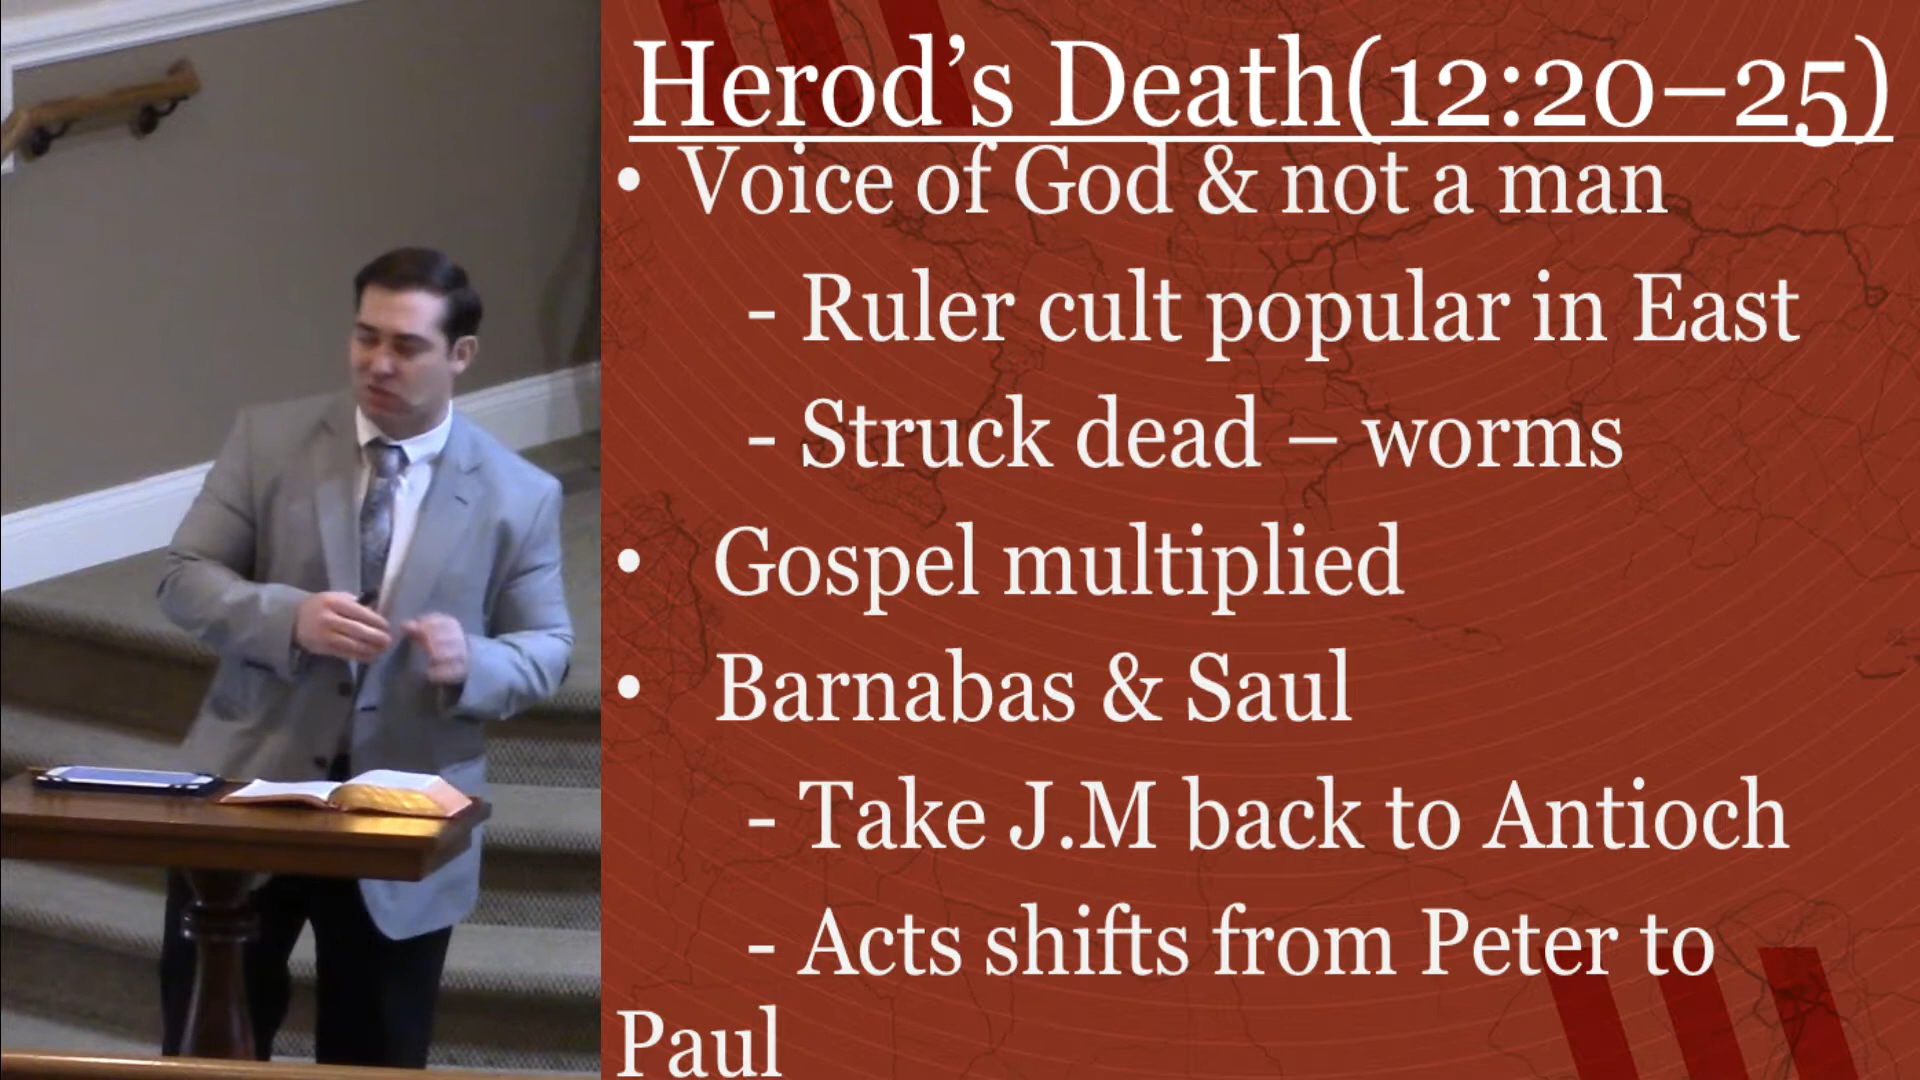 Herod’s Death(12:20–25)
• Voice of God & not a man
- Ruler cult popular in East
- Struck dead – worms
• Gospel multiplied
• Barnabas & Saul
- Take J.M back to Antioch
- Acts shifts from Peter to
Paul